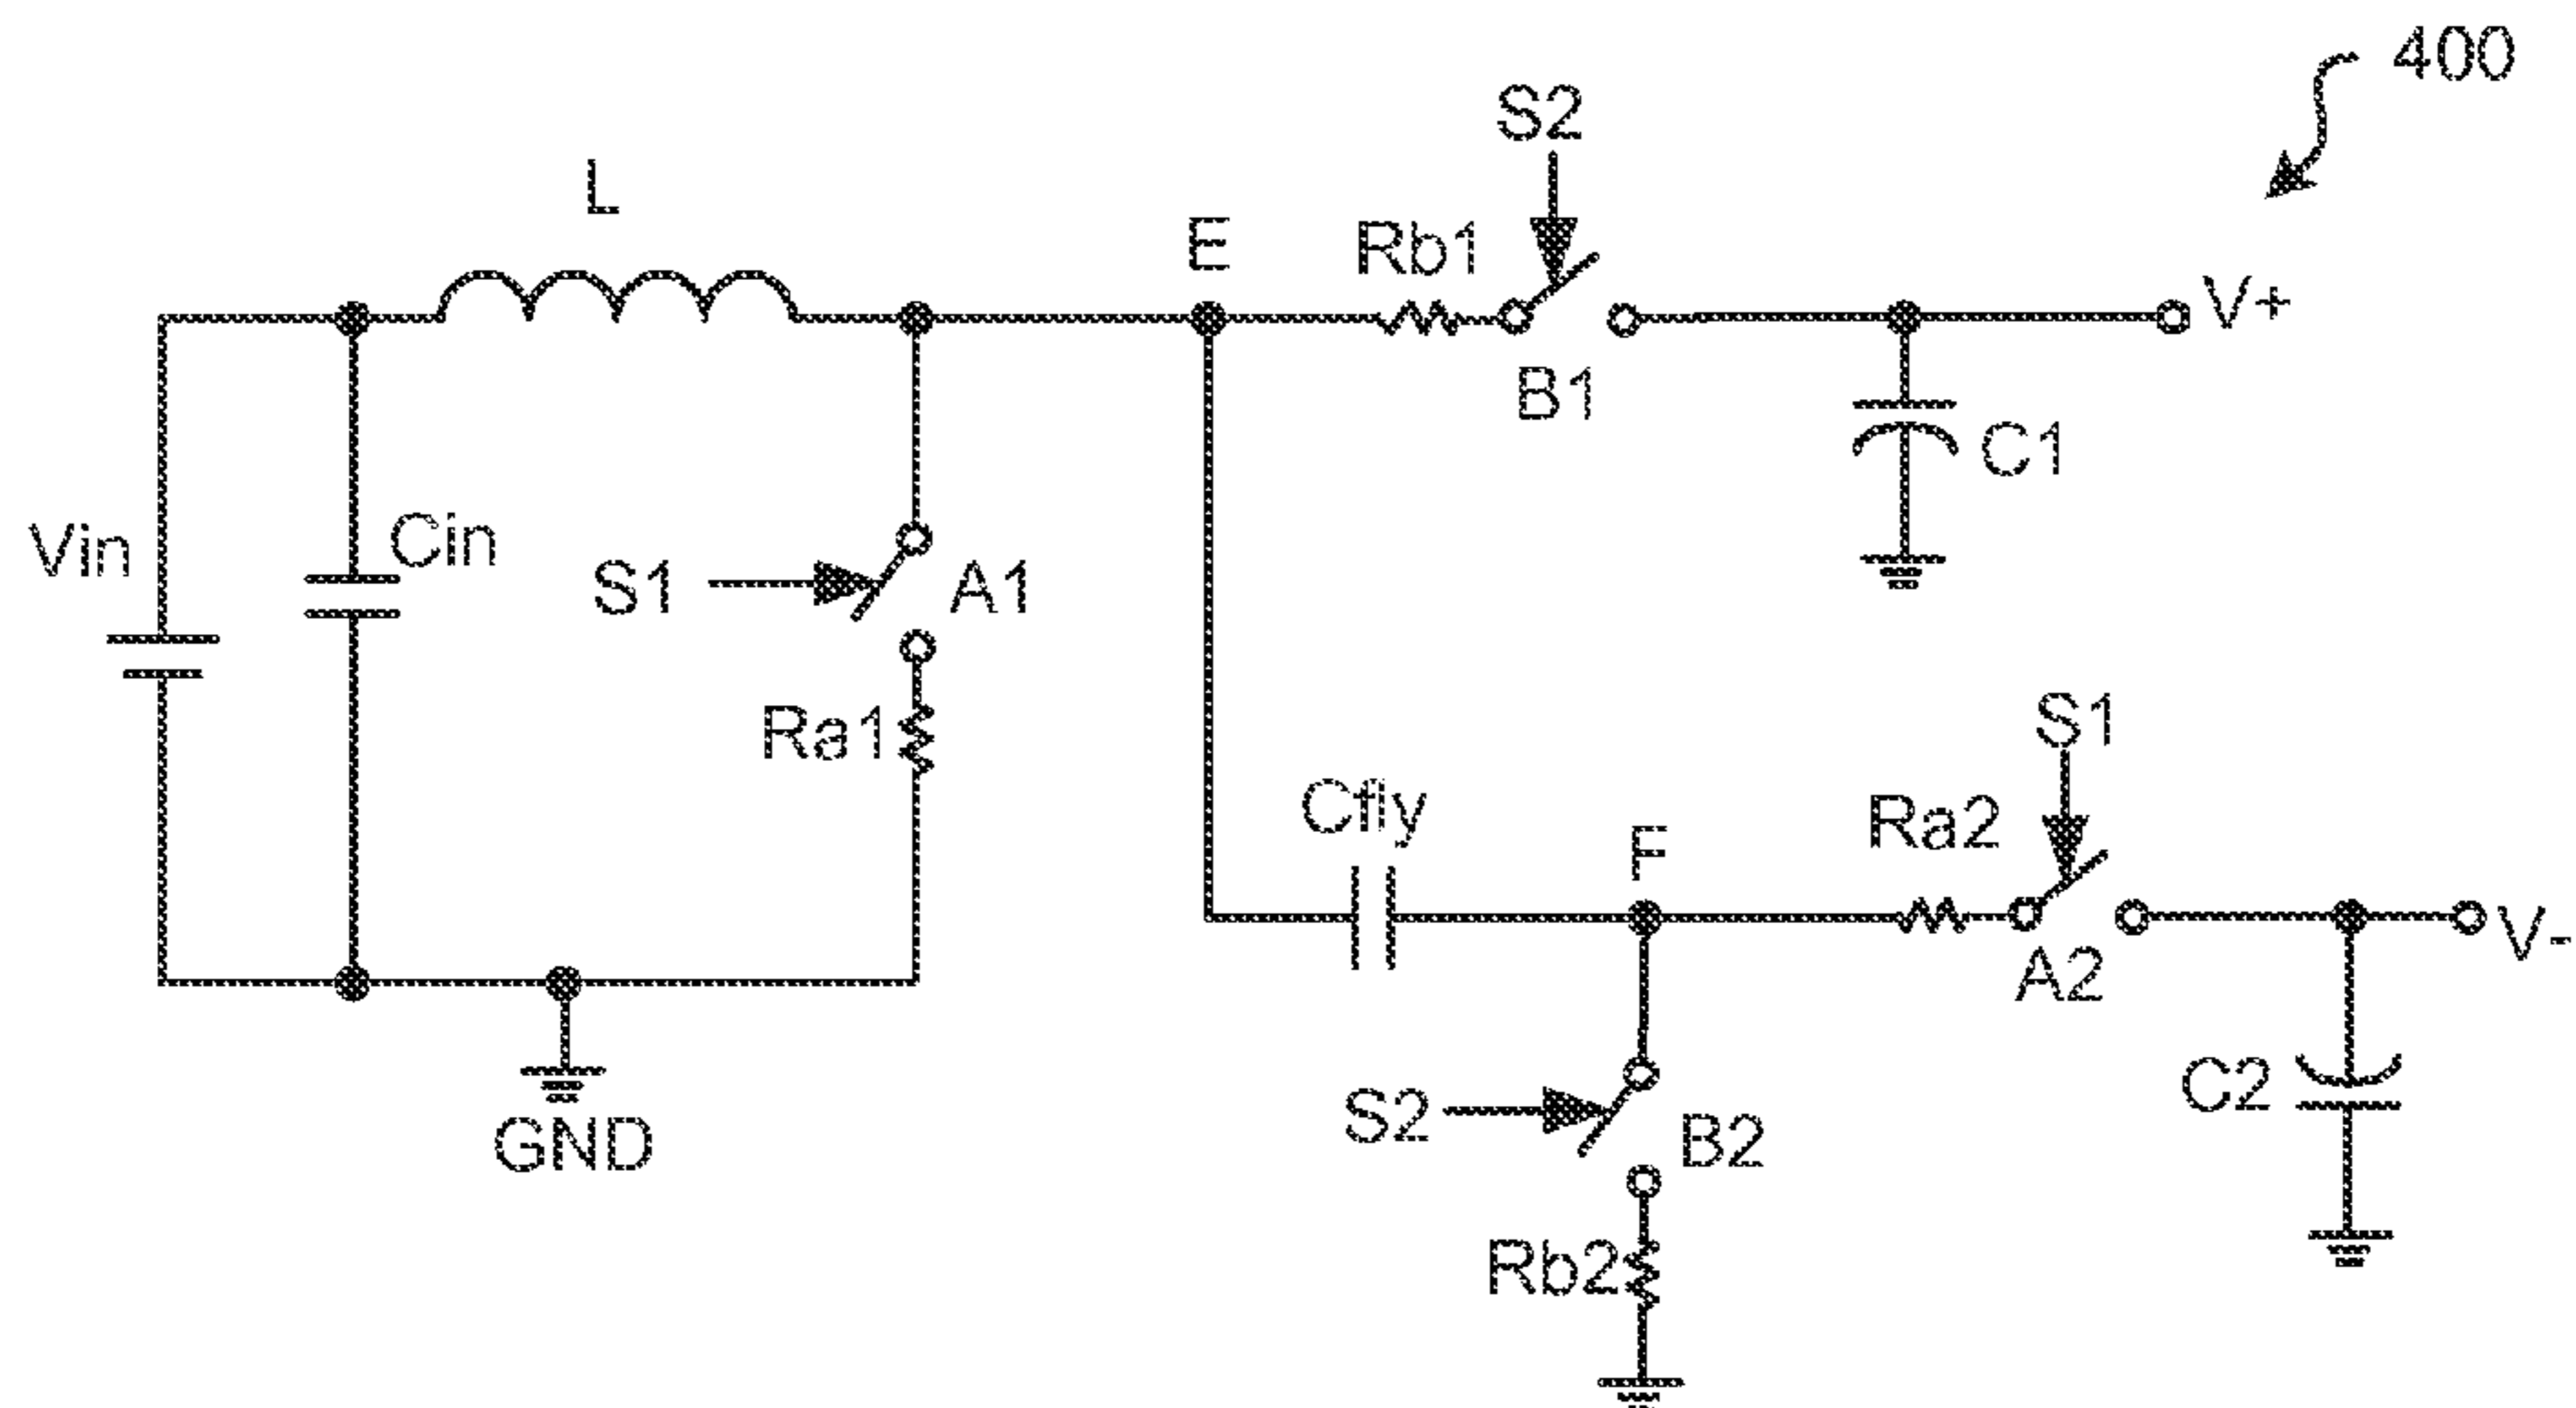 400
S2
L
E
Rb1
V+
B1
C1
Vin
Cin
S1
A1
Ra1
S1
Cfly
F
Ra2
V-
A2
GND
S2
B2
C2
Rb2